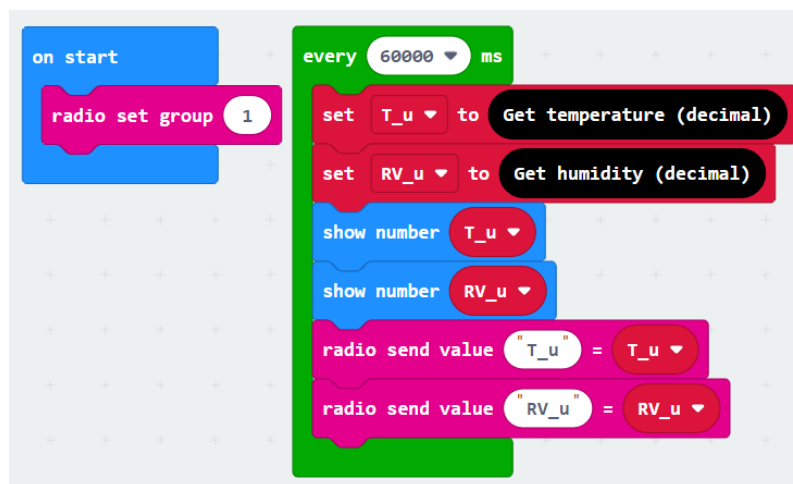 on start
radio set group 1
every 60000 ms
set T_u to Get temperature (decimal)
set RV_u to Get humidity (decimal)
show number T_u
show number RV_u
radio send value "T_u" = T_u
radio send value "RV_u" = RV_u